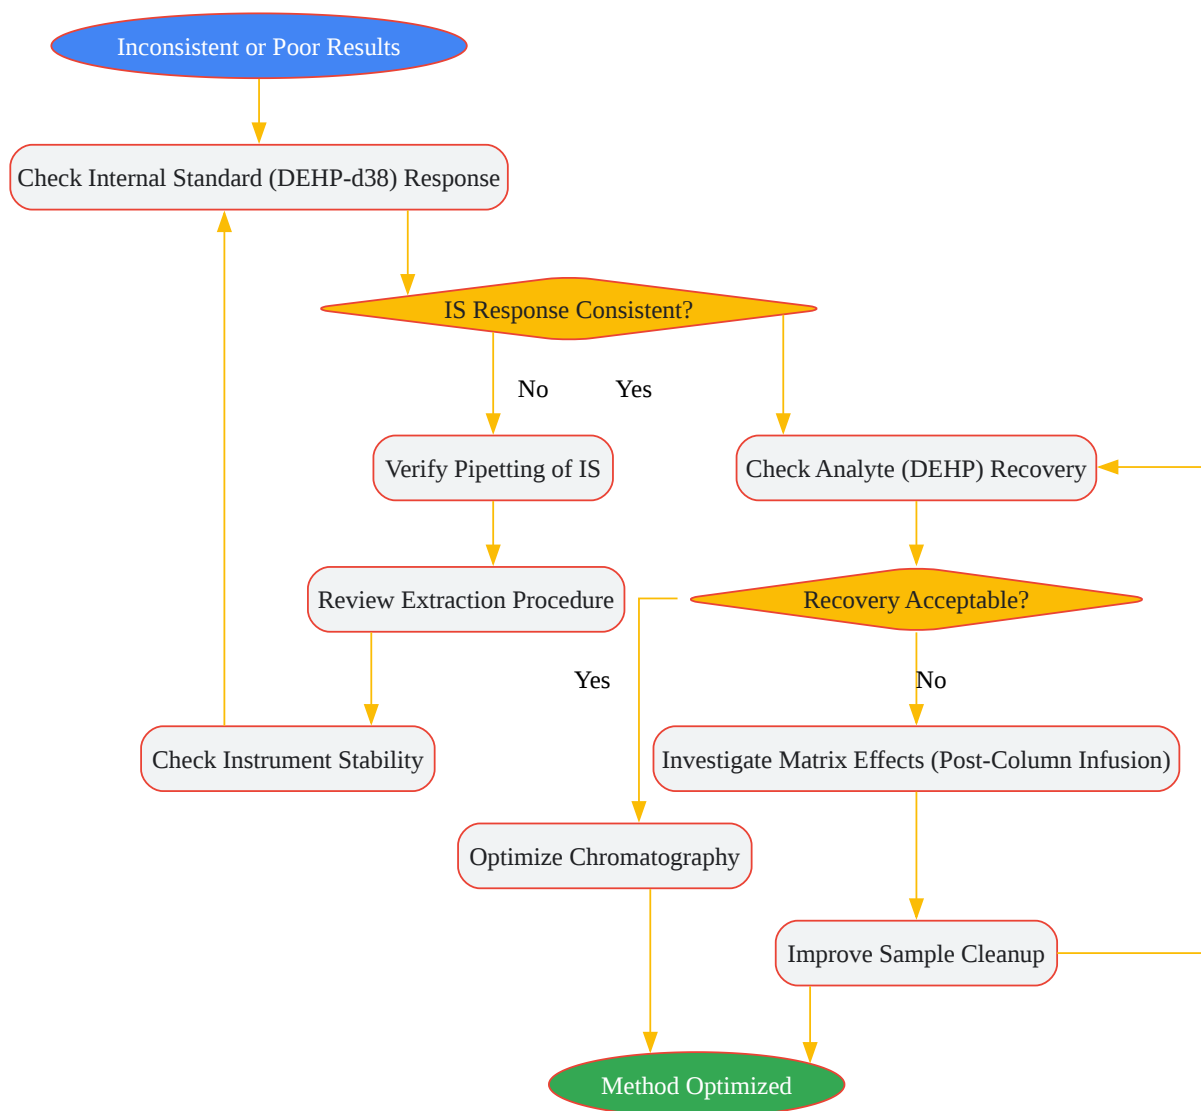 Inconsistent or Poor Results
Check Internal Standard (DEHP-d38) Response
IS Response Consistent?
No
Yes
Verify Pipetting of IS
Check Analyte (DEHP) Recovery
Review Extraction Procedure
Recovery Acceptable?
Yes
No
Check Instrument Stability
Investigate Matrix Effects (Post-Column Infusion)
Optimize Chromatography
Improve Sample Cleanup
Method Optimized